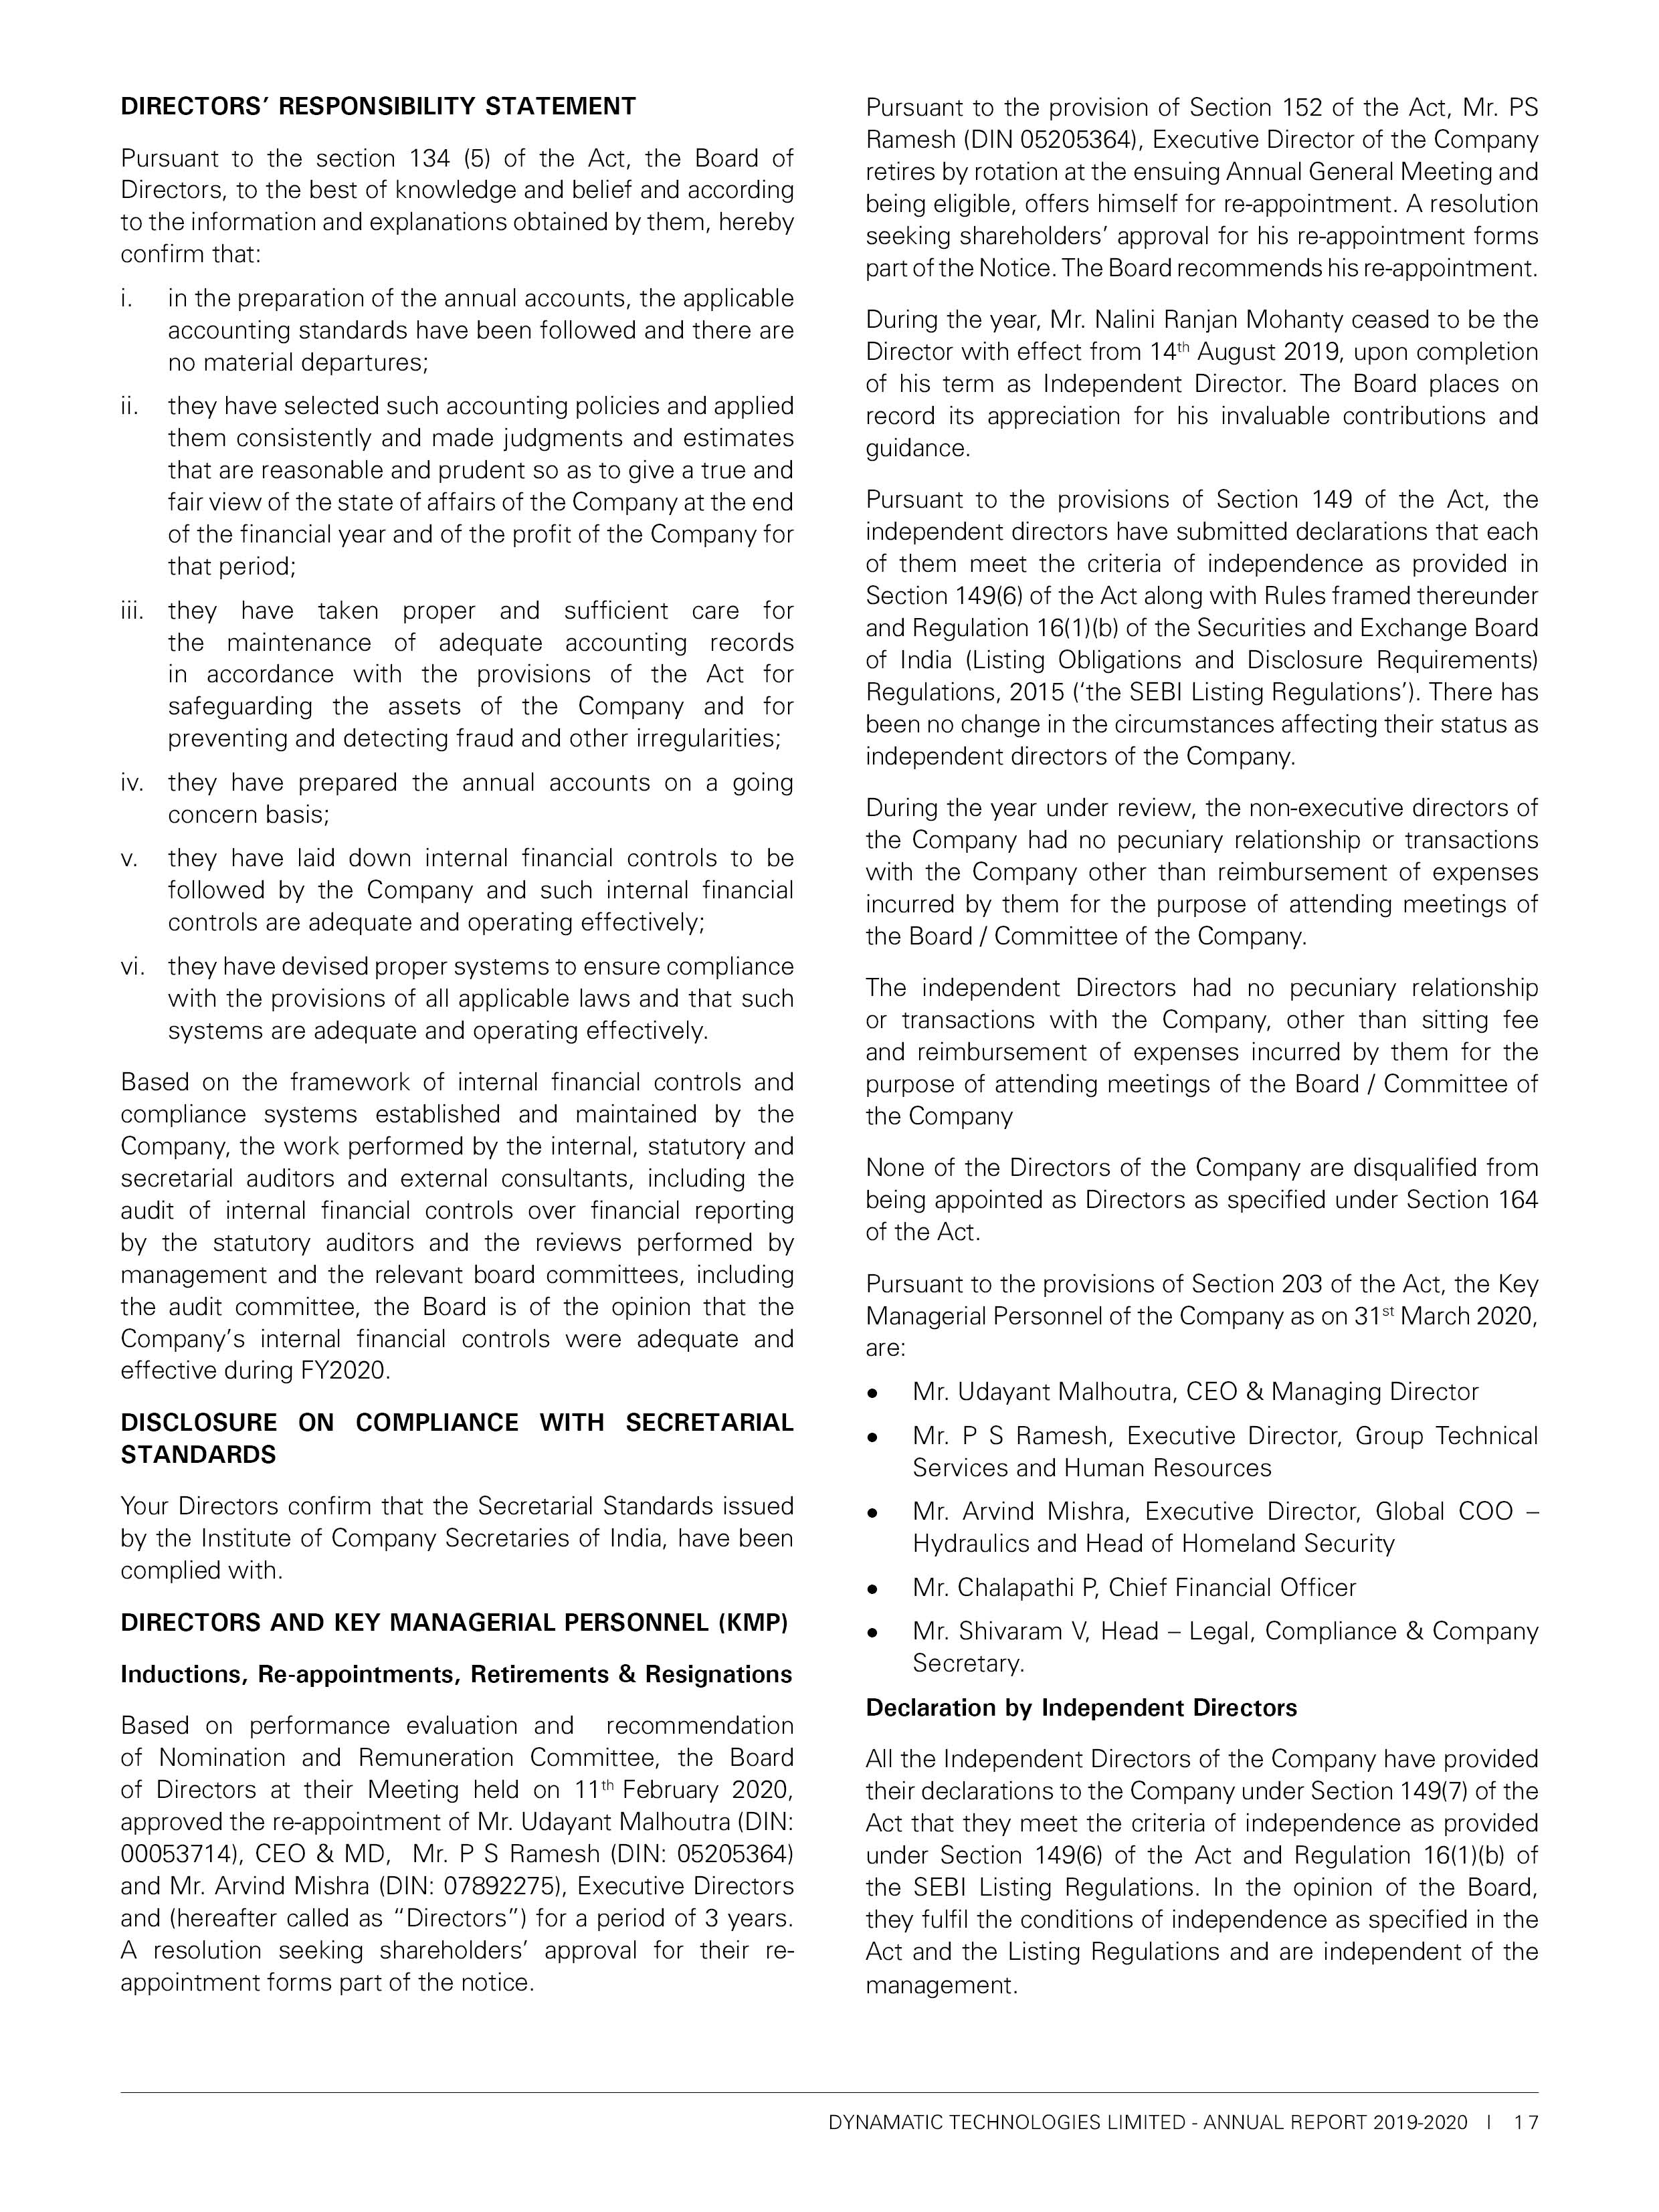 DIRECTORS’ RESPONSIBILITY STATEMENT
Pursuant to the section 134 (5) of the Act, the Board of
Directors, to the best of knowledge and belief and according
to the information and explanations obtained by them, hereby
confirm that:
i. in the preparation of the annual accounts, the applicable
accounting standards have been followed and there are
no material departures;
ii. they have selected such accounting policies and applied
them consistently and made judgments and estimates
that are reasonable and prudent so as to give a true and
fair view of the state of affairs of the Company at the end
of the financial year and of the profit of the Company for
that period;
iii. they have taken proper and sufficient care for
the maintenance of adequate accounting records
in accordance with the provisions of the Act for
safeguarding the assets of the Company and for
preventing and detecting fraud and other irregularities;
iv. they have prepared the annual accounts on a going
concern basis;
v. they have laid down internal financial controls to be
followed by the Company and such internal financial
controls are adequate and operating effectively;
vi. they have devised proper systems to ensure compliance
with the provisions of all applicable laws and that such
systems are adequate and operating effectively.
Based on the framework of internal financial controls and
compliance systems established and maintained by the
Company, the work performed by the internal, statutory and
secretarial auditors and external consultants, including the
audit of internal financial controls over financial reporting
by the statutory auditors and the reviews performed by
management and the relevant board committees, including
the audit committee, the Board is of the opinion that the
Company’s internal financial controls were adequate and
effective during FY2020.
DISCLOSURE ON COMPLIANCE WITH SECRETARIAL
STANDARDS
Your Directors confirm that the Secretarial Standards issued
by the Institute of Company Secretaries of India, have been
complied with.
DIRECTORS AND KEY MANAGERIAL PERSONNEL (KMP)
Inductions, Re-appointments, Retirements & Resignations
Based on performance evaluation and recommendation
of Nomination and Remuneration Committee, the Board
of Directors at their Meeting held on 11th February 2020,
approved the re-appointment of Mr. Udayant Malhoutra (DIN:
00053714), CEO & MD, Mr. P S Ramesh (DIN: 05205364)
and Mr. Arvind Mishra (DIN: 07892275), Executive Directors
and (hereafter called as “Directors”) for a period of 3 years.
A resolution seeking shareholders’ approval for their re-
appointment forms part of the notice.
Pursuant to the provision of Section 152 of the Act, Mr. PS
Ramesh (DIN 05205364), Executive Director of the Company
retires by rotation at the ensuing Annual General Meeting and
being eligible, offers himself for re-appointment. A resolution
seeking shareholders’ approval for his re-appointment forms
part of the Notice. The Board recommends his re-appointment.
During the year, Mr. Nalini Ranjan Mohanty ceased to be the
Director with effect from 14th August 2019, upon completion
of his term as Independent Director. The Board places on
record its appreciation for his invaluable contributions and
guidance.
Pursuant to the provisions of Section 149 of the Act, the
independent directors have submitted declarations that each
of them meet the criteria of independence as provided in
Section 149(6) of the Act along with Rules framed thereunder
and Regulation 16(1)(b) of the Securities and Exchange Board
of India (Listing Obligations and Disclosure Requirements)
Regulations, 2015 (‘the SEBI Listing Regulations’). There has
been no change in the circumstances affecting their status as
independent directors of the Company.
During the year under review, the non-executive directors of
the Company had no pecuniary relationship or transactions
with the Company other than reimbursement of expenses
incurred by them for the purpose of attending meetings of
the Board / Committee of the Company.
The independent Directors had no pecuniary relationship
or transactions with the Company, other than sitting fee
and reimbursement of expenses incurred by them for the
purpose of attending meetings of the Board / Committee of
the Company
None of the Directors of the Company are disqualified from
being appointed as Directors as specified under Section 164
of the Act.
Pursuant to the provisions of Section 203 of the Act, the Key
Managerial Personnel of the Company as on 31st March 2020,
are:
• Mr. Udayant Malhoutra, CEO & Managing Director
• Mr. P S Ramesh, Executive Director, Group Technical
Services and Human Resources
• Mr. Arvind Mishra, Executive Director, Global COO –
Hydraulics and Head of Homeland Security
• Mr. Chalapathi P, Chief Financial Officer
• Mr. Shivaram V, Head – Legal, Compliance & Company
Secretary.
Declaration by Independent Directors
All the Independent Directors of the Company have provided
their declarations to the Company under Section 149(7) of the
Act that they meet the criteria of independence as provided
under Section 149(6) of the Act and Regulation 16(1)(b) of
the SEBI Listing Regulations. In the opinion of the Board,
they fulfil the conditions of independence as specified in the
Act and the Listing Regulations and are independent of the
management.
DYNAMATIC TECHNOLOGIES LIMITED - ANNUAL REPORT 2019-2020 I 17